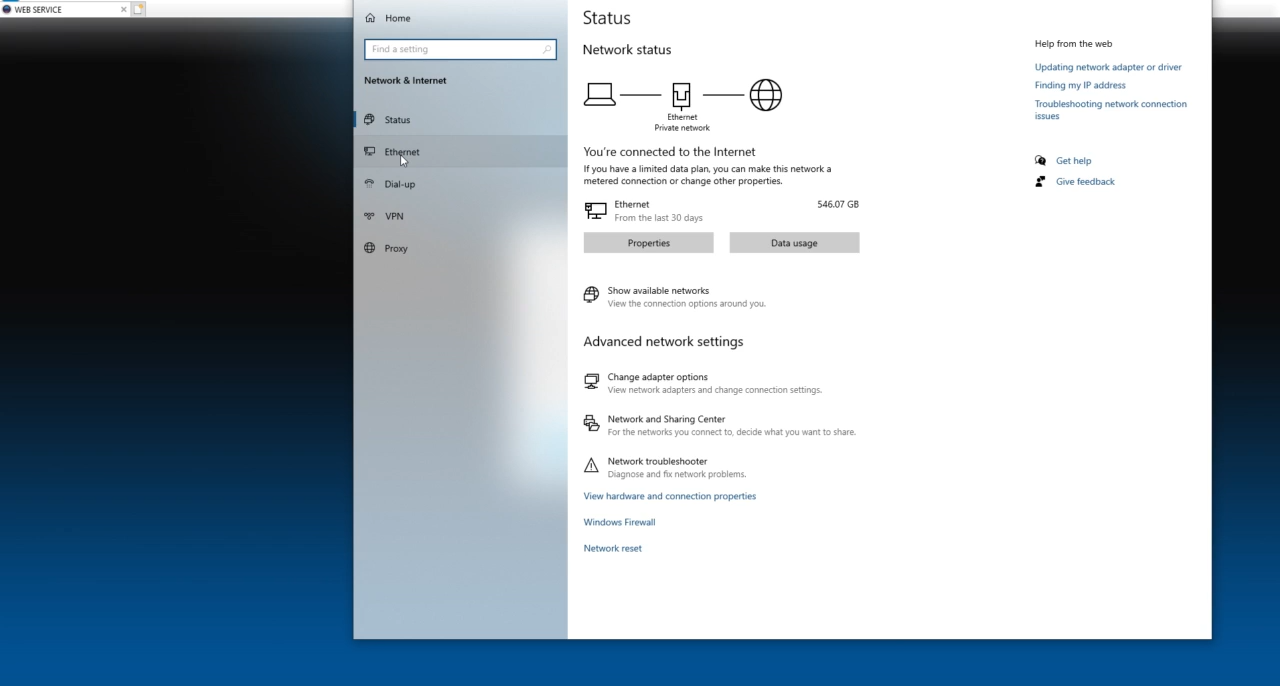 WEB SERVICE
Home
Find a setting
Network & Internet
Status
Ethernet
Dial-up
VPN
Proxy
Status
Network status
Ethernet
Private network
You're connected to the Internet
If you have a limited data plan, you can make this network a
metered connection or change other properties.
Ethernet
546.07 GB
From the last 30 days
Properties
Data usage
Show available networks
View the connection options around you.
Advanced network settings
Change adapter options
View network adapters and change connection settings.
Network and Sharing Center
For the networks you connect to, decide what you want to share.
Network troubleshooter
Diagnose and fix network problems.
View hardware and connection properties
Windows Firewall
Network reset
Help from the web
Updating network adapter or driver
Finding my IP address
Troubleshooting network connection
issues
Get help
Give feedback